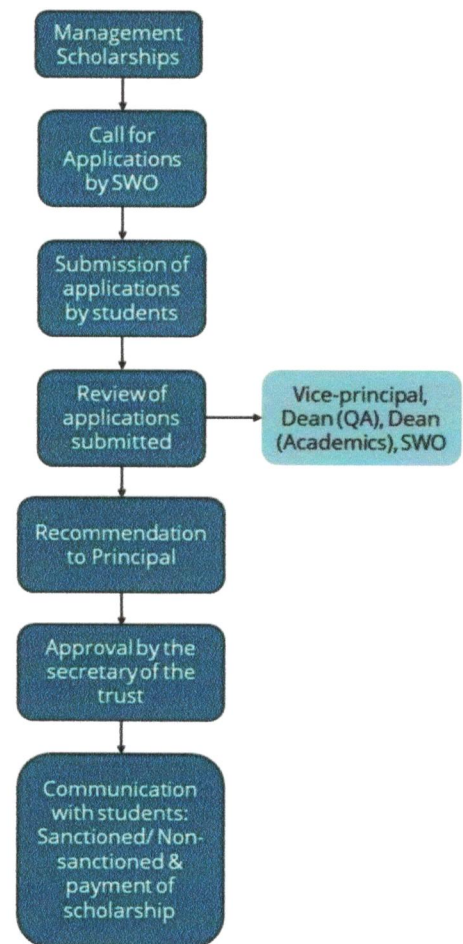 Management
Scholarships
Call for
Applications
by SWO
Submission of
applications
by students
Review of
applications
submitted
Vice-principal,
Dean (QA), Dean
(Academics), SWO
Recommendation
to Principal
Approval by the
secretary of the
trust
Communication
with students:
Sanctioned/ Non-
sanctioned &
payment of
scholarship